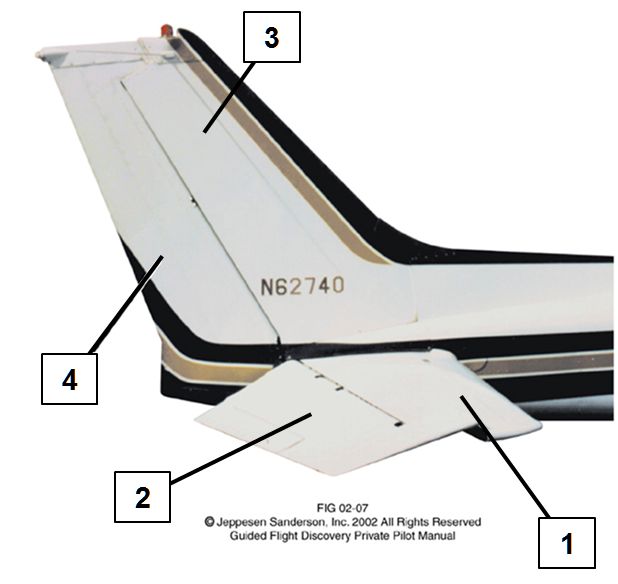 3
N62740
4
2
1
FIG 02-07
© Jeppesen Sanderson, Inc. 2002 All Rights Reserved
Guided Flight Discovery Private Pilot Manual